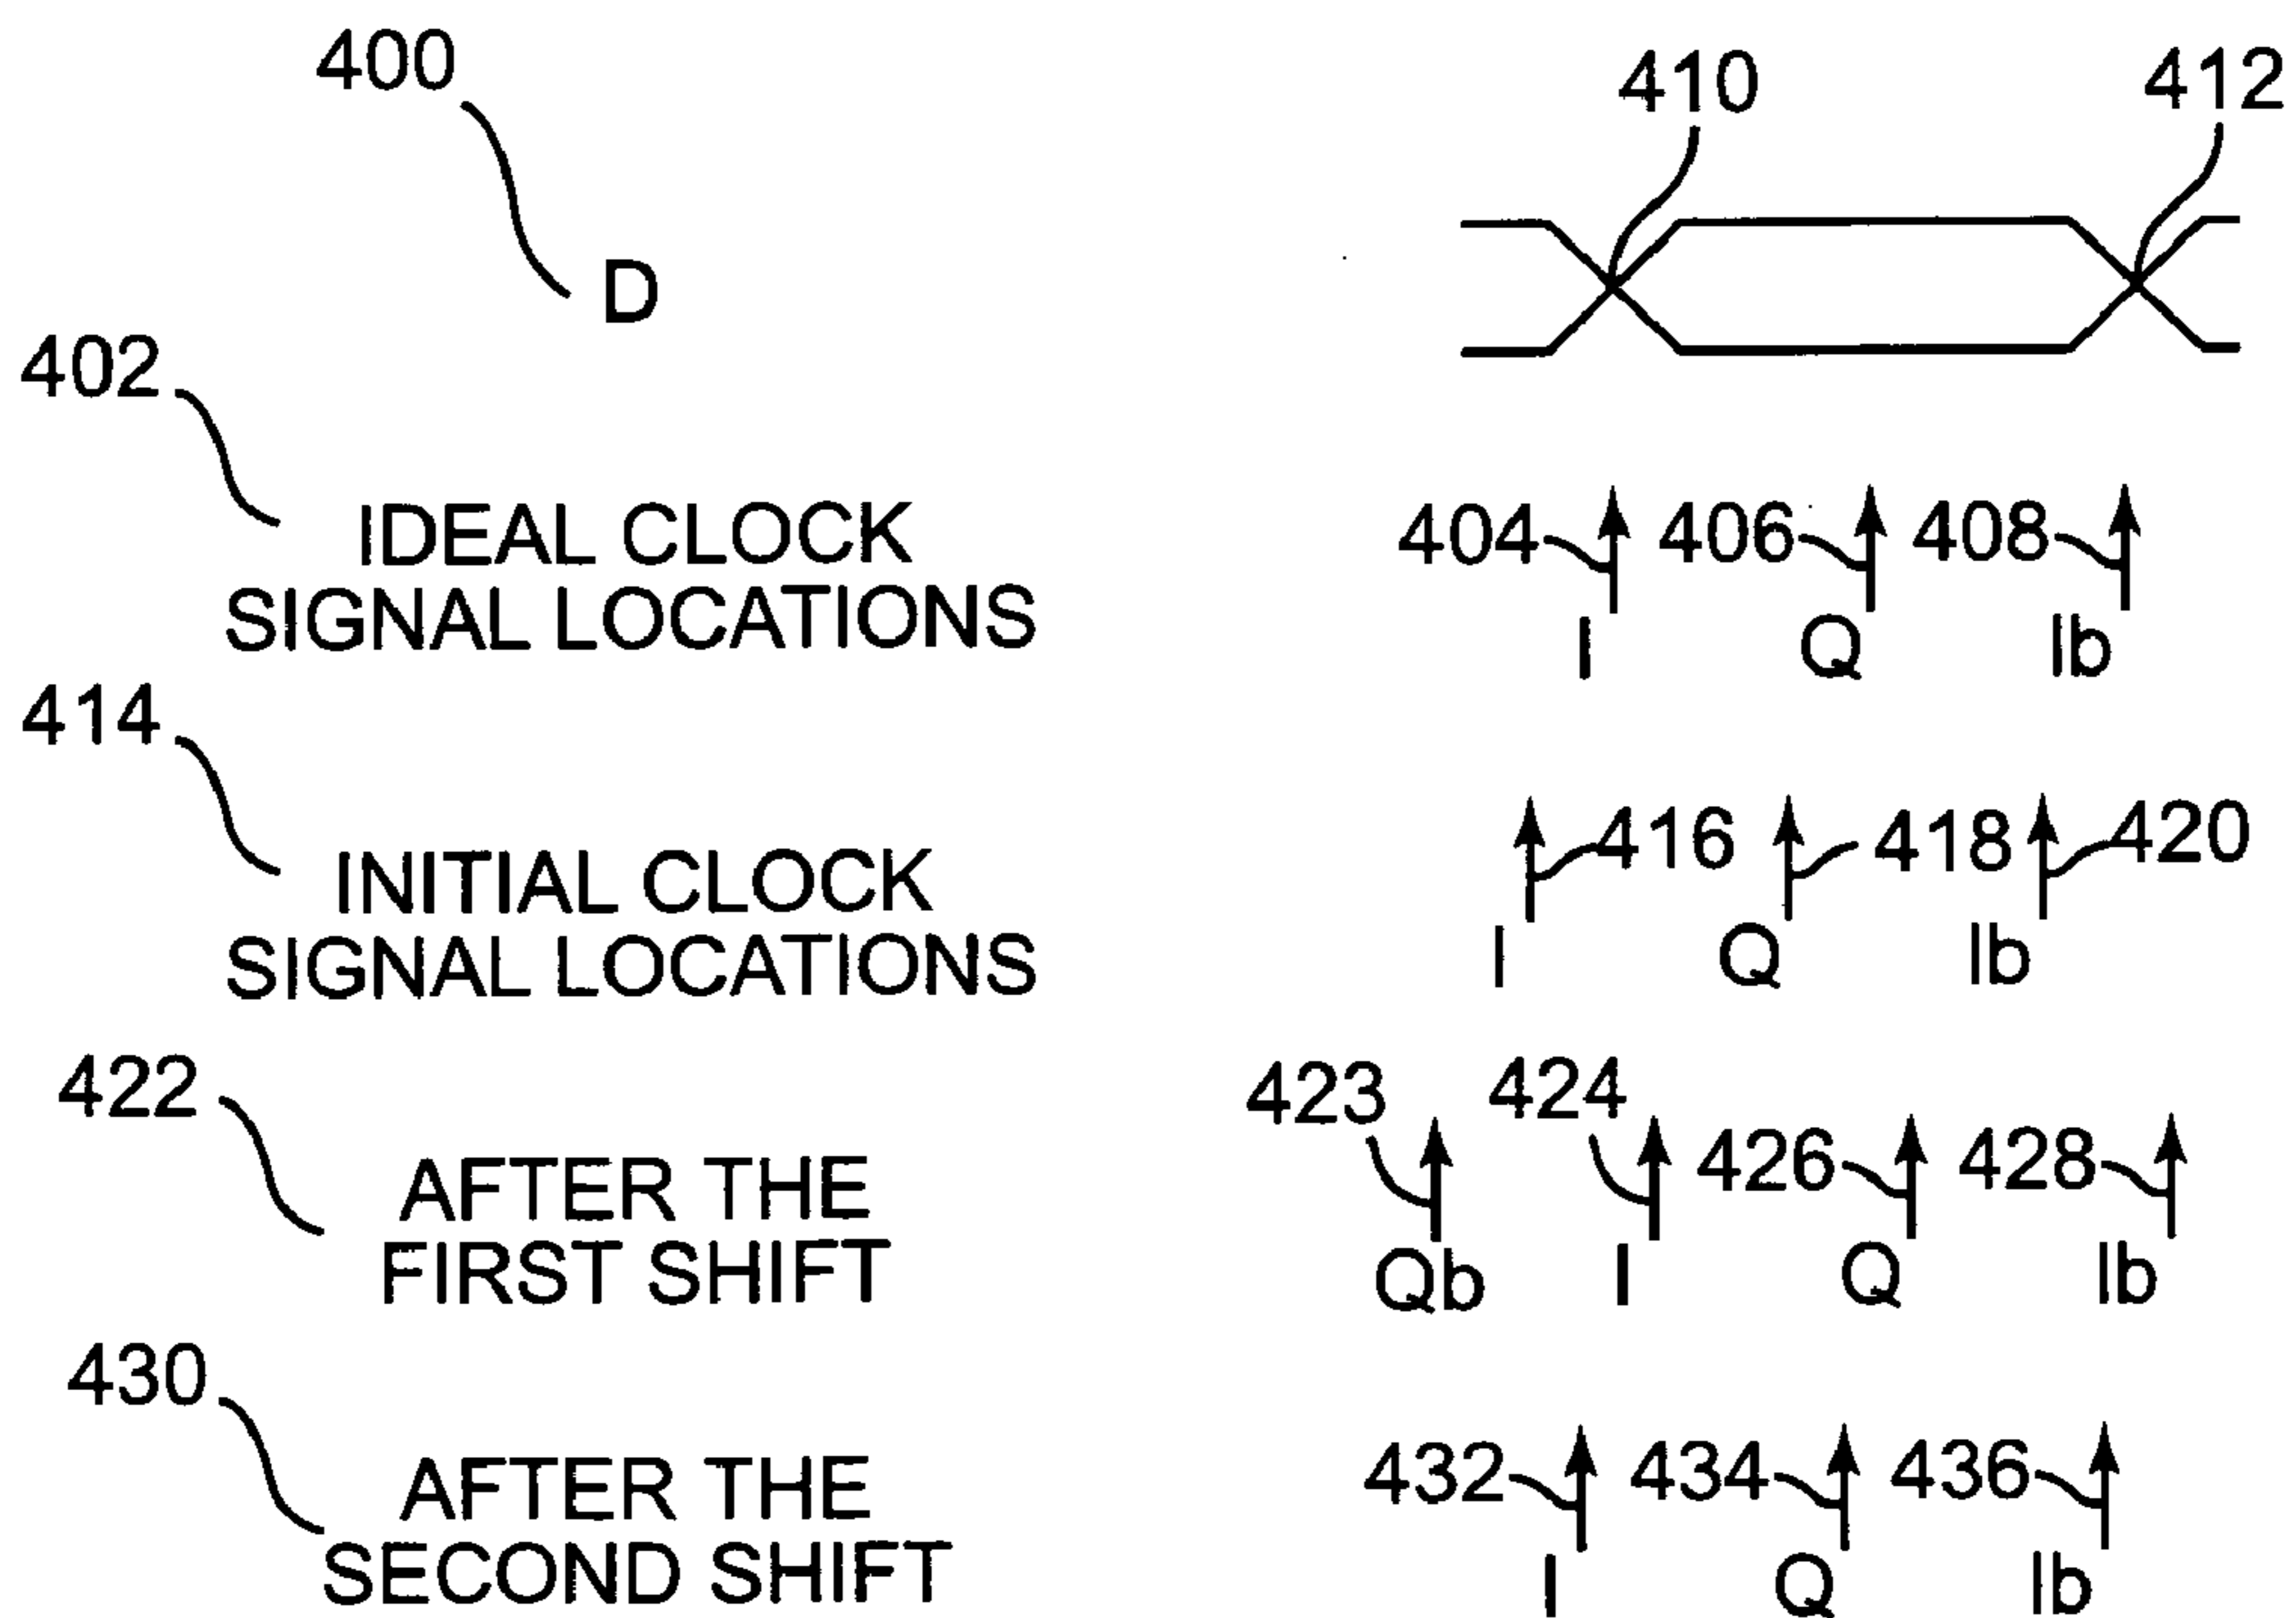 400
410
412
D
402
IDEAL CLOCK
SIGNAL LOCATIONS
404
406
408
I
Q
Ib
414
INITIAL CLOCK
SIGNAL LOCATIONS
416
418
420
I
Q
Ib
422
AFTER THE
FIRST SHIFT
423
424
426
428
Qb
I
Q
Ib
430
AFTER THE
SECOND SHIFT
432
434
436
I
Q
Ib